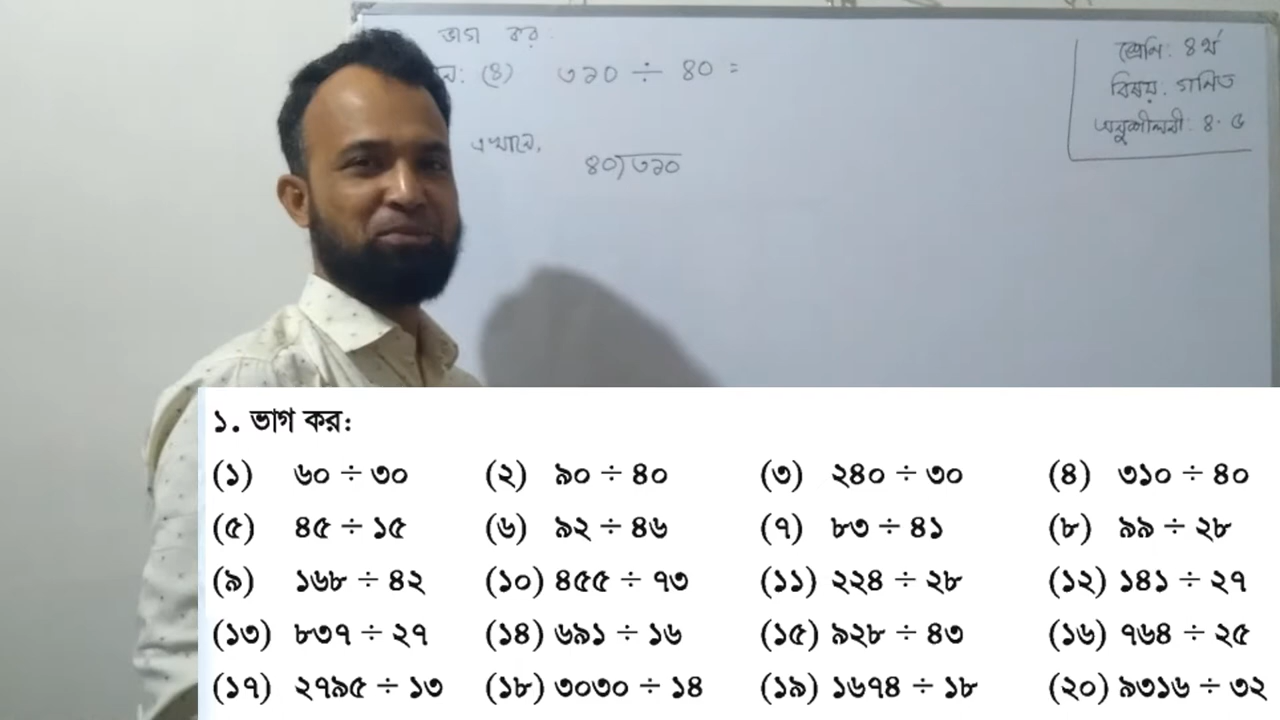 ভাগ কর:
(৪) ৩১০ ÷ ৪০ =
এখানে,
৪০)৩১০
শ্রেণি: ৪র্থ
বিষয়: গণিত
অনুশীলনী: ৪.৫
১. ভাগ কর:
(১) ৬০ ÷ ৩০ (২) ৯০ ÷ ৪০ (৩) ২৪০ ÷ ৩০ (৪) ৩১০ ÷ ৪০
(৫) ৪৫ ÷ ১৫ (৬) ৯২ ÷ ৪৬ (৭) ৮৩ ÷ ৪১ (৮) ৯৯ ÷ ২৮
(৯) ১৬৮ ÷ ৪২ (১০) ৪৫৫ ÷ ৭৩ (১১) ২২৪ ÷ ২৮ (১২) ১৪১ ÷ ২৭
(১৩) ৮৩৭ ÷ ২৭ (১৪) ৬৯১ ÷ ১৬ (১৫) ৯২৮ ÷ ৪৩ (১৬) ৭৬৪ ÷ ২৫
(১৭) ২৭৯৫ ÷ ১৩ (১৮) ৩০৩০ ÷ ১৪ (১৯) ১৬৭৪ ÷ ১৮ (২০) ৯৩১৬ ÷ ৩২